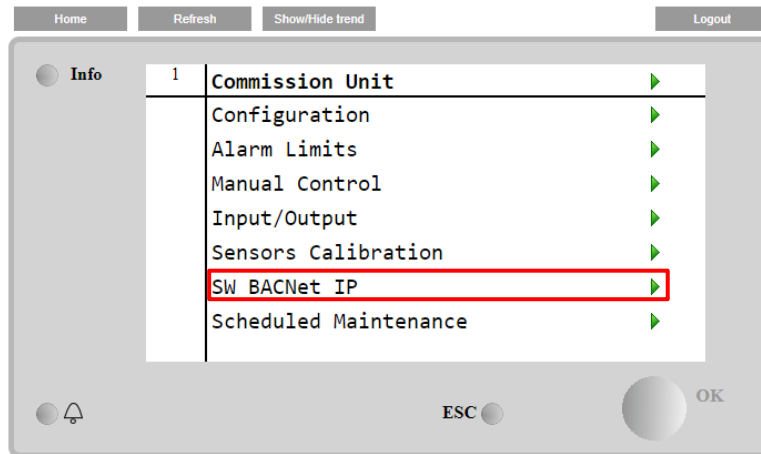 Home Refresh Show/Hide trend Logout
Info
1 Commission Unit
Configuration
Alarm Limits
Manual Control
Input/Output
Sensors Calibration
SW BACNet IP
Scheduled Maintenance
ESC
OK